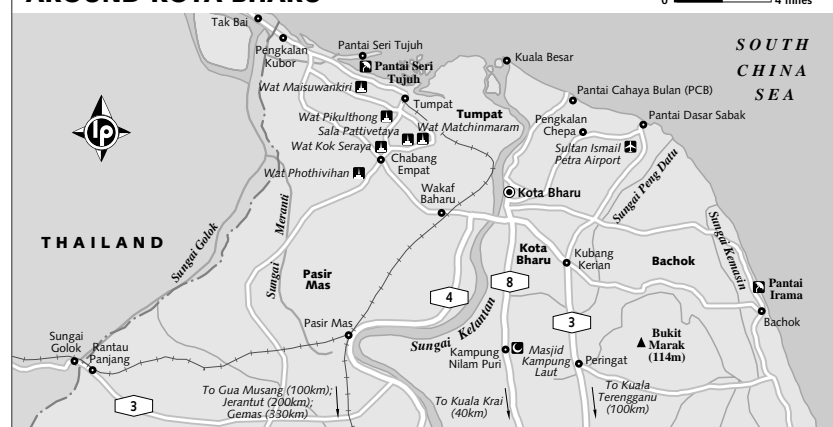 AROUND KOTA BHARU
0 4 miles
Tak Bai
Pengkalan
Kubor
Pantai Seri Tujuh
Pantai Seri
Tujuh
Wat Maisuwankiri
Tumpat
Wat Pikulthong
Sala Pattivetaya
Wat Matchinmaram
Wat Kok Seraya
Chabang
Empat
Wat Phothivihan
Tumpat
Kuala Besar
SOUTH
CHINA
SEA
Pantai Cahaya Bulan (PCB)
Pengkalan
Chepa
Pantai Dasar Sabak
Sultan Ismail
Petra Airport
Sungai Peng Datu
Kota Bharu
Wakaf
Baharu
lp
THAILAND
Sungai Golok
Sungai Meranti
Pasir
Mas
Kota
Bharu
Kubang
Kerian
Bachok
Sungai Kemasin
Pantai
Irama
Bachok
4
8
3
Sungai Kelantan
Pasir Mas
Sungai
Golok
Rantau
Panjang
Kampung
Nilam Puri
Masjid
Kampung
Laut
Peringat
Bukit
Marak
(114m)
3
To Gua Musang (100km);
Jerantut (200km);
Gemas (330km)
To Kuala Krai
(40km)
To Kuala
Terengganu
(100km)